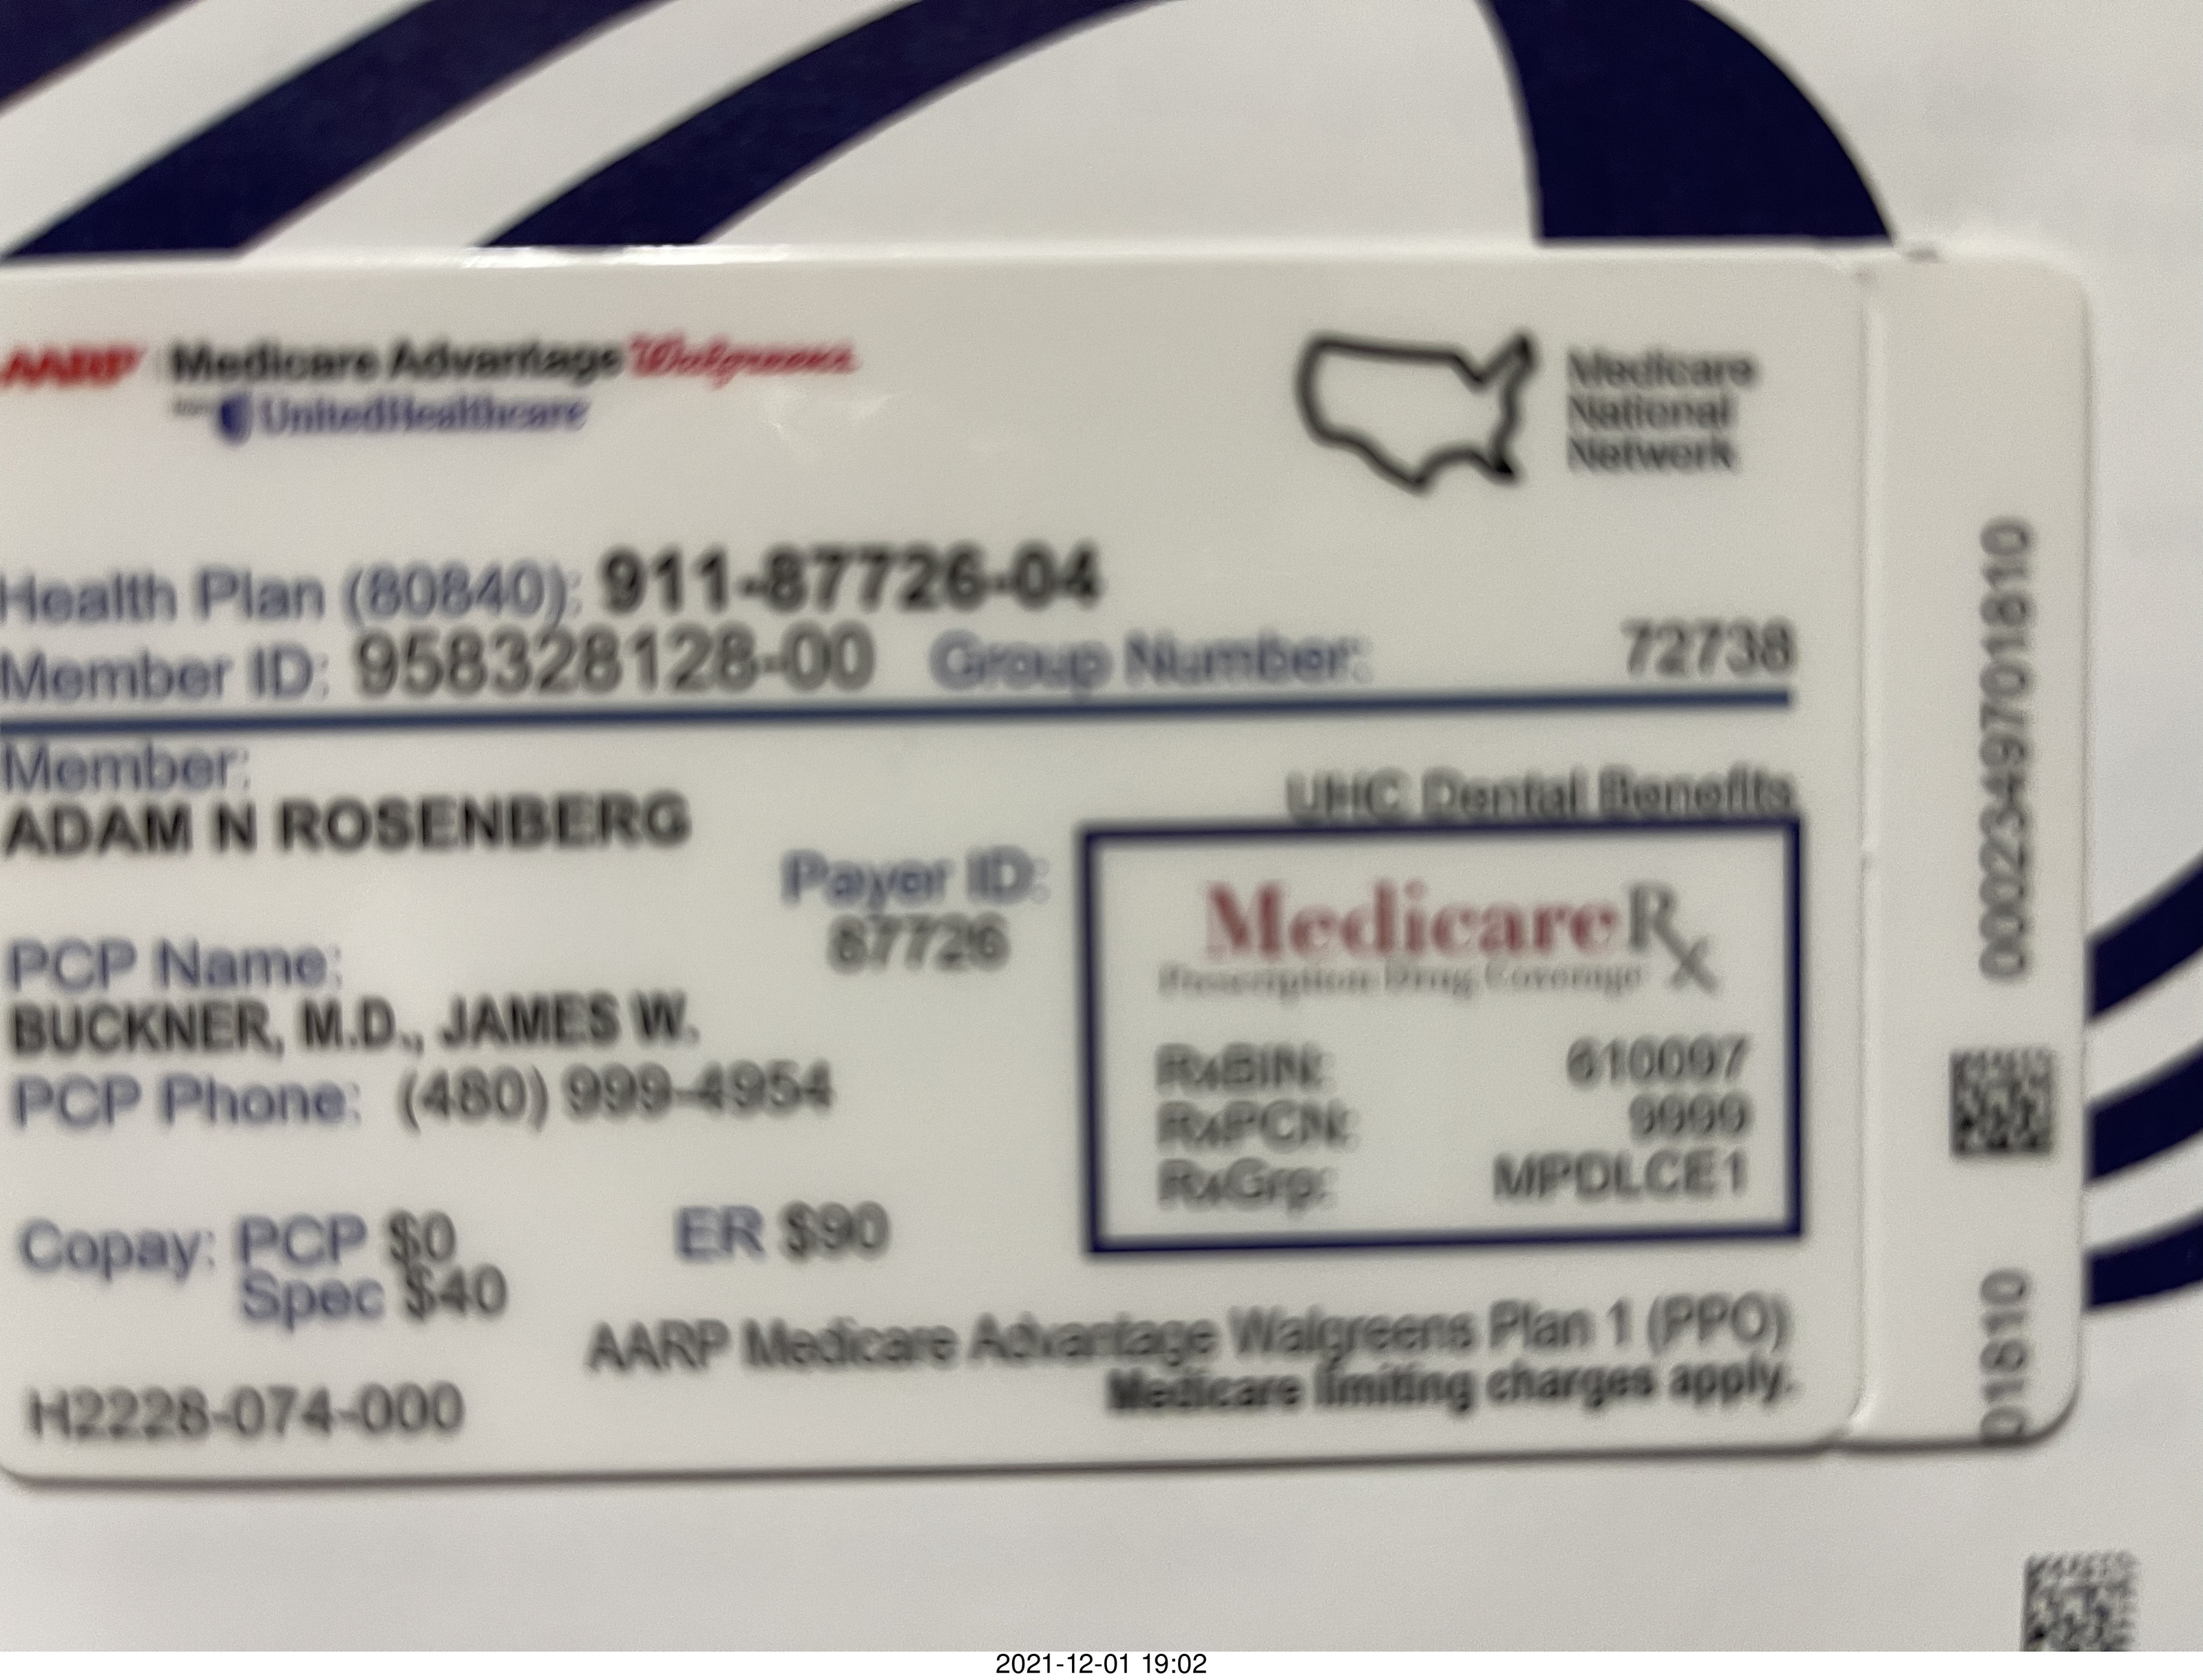 AARP Medicare Advantage Walgreens
UnitedHealthcare
Medicare
National
Network
Health Plan (80840): 911-87726-04
Member ID: 958328128-00 Group Number: 72738
Member:
ADAM N ROSENBERG
UHC Dental Benefits
Payer ID:
87726
MedicareRx
Prescription Drug Coverage
PCP Name:
BUCKNER, M.D., JAMES W.
PCP Phone: (480) 999-4954
RxBIN: 610097
RxPCN: 9999
RxGrp: MPDLCE1
Copay: PCP $0 ER $90
Spec $40
AARP Medicare Advantage Walgreens Plan 1 (PPO)
Medicare limiting charges apply.
H2228-074-000
0002349701810
01810
2021-12-01 19:02